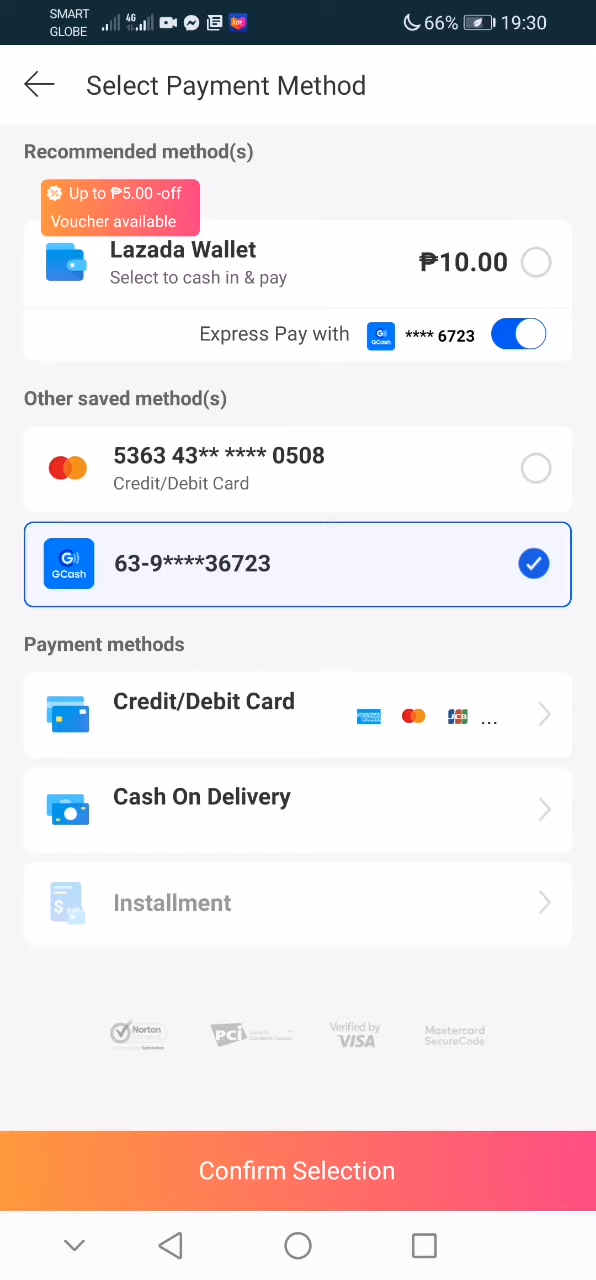 SMART
GLOBE
4G
66%
19:30
Select Payment Method
Recommended method(s)
Up to ₱5.00 -off
Voucher available
Lazada Wallet
₱10.00
Select to cash in & pay
Express Pay with
GCash
**** 6723
Other saved method(s)
5363 43** **** 0508
Credit/Debit Card
GCash
63-9****36723
Payment methods
Credit/Debit Card
JCB
...
Cash On Delivery
Installment
Norton
PCI
Verified by
VISA
Mastercard
SecureCode
Confirm Selection